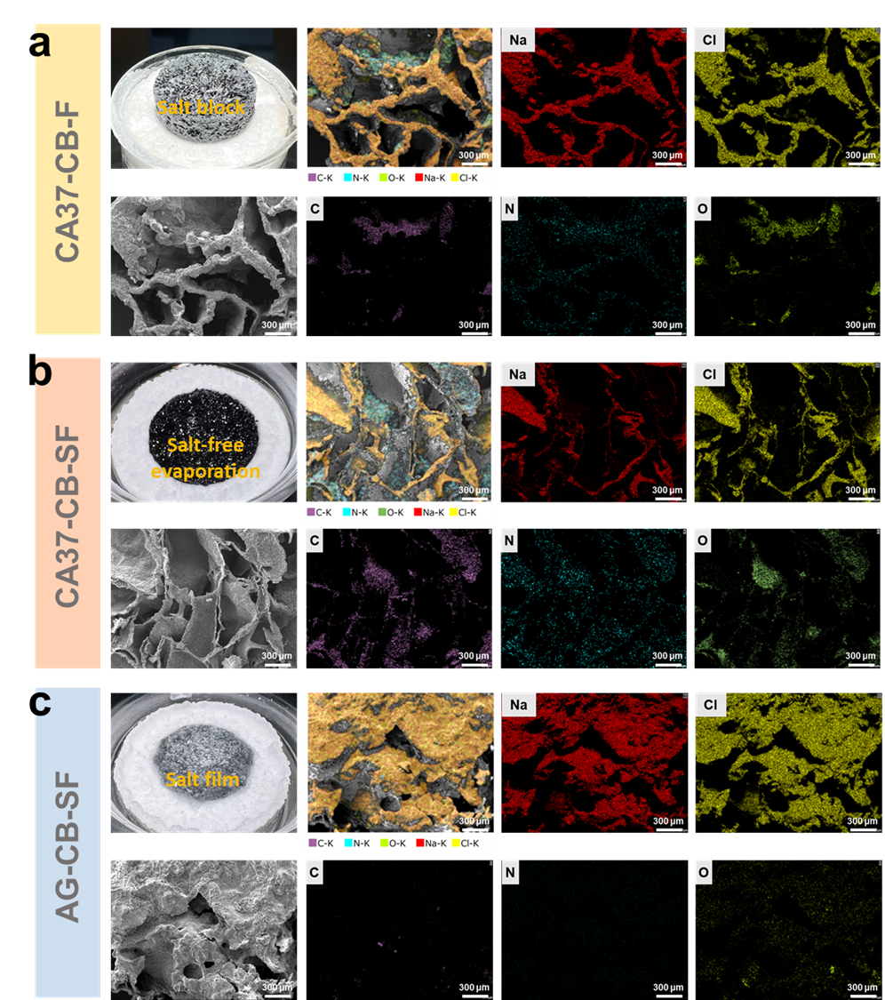 a
CA37-CB-F
Salt block
Na
Cl
300 µm
300 µm
300 µm
C-K N-K O-K Na-K Cl-K
C
N
O
300 µm
300 µm
300 µm
300 µm
b
CA37-CB-SF
Salt-free
evaporation
Na
Cl
300 µm
300 µm
300 µm
C-K N-K O-K Na-K Cl-K
C
N
O
300 µm
300 µm
300 µm
300 µm
c
AG-CB-SF
Salt film
Na
Cl
300 µm
300 µm
300 µm
C-K N-K O-K Na-K Cl-K
C
N
O
300 µm
300 µm
300 µm
300 µm